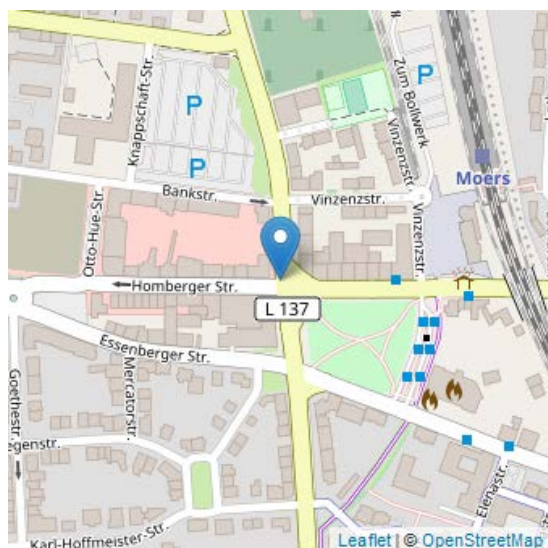 Knappschaft-Str.
P
P
P
Zum Bollwerk
Vinzenzstr.
Moers
Bankstr.
Vinzenzstr.
Otto-Hue-Str.
Vinzenzstr.
Homberger Str.
L 137
Essenberger Str.
Goethestr.
Mercatorstr.
egenstr.
Elenastr.
Karl-Hoffmeister-Str.
Leaflet | © OpenStreetMap